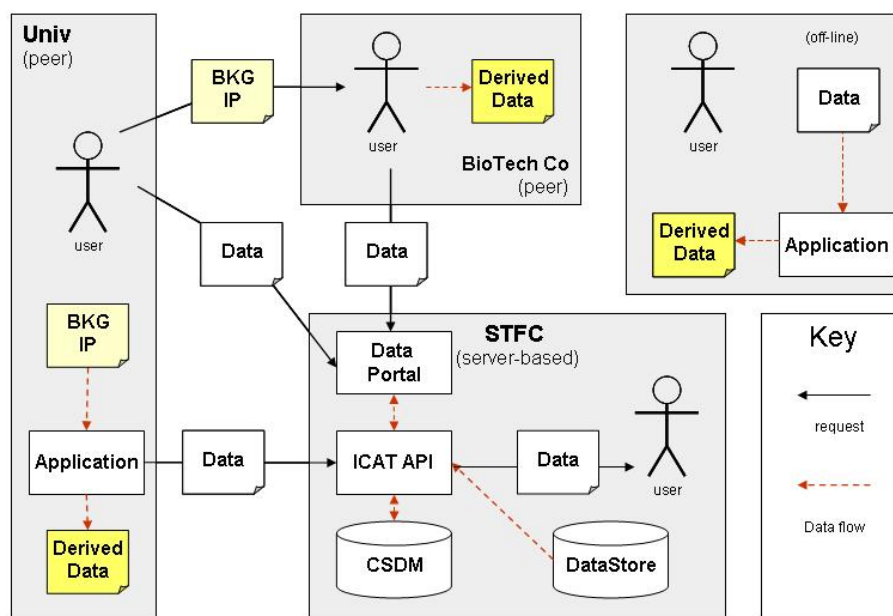 Univ
(peer)
user
BKG
IP
user
Derived
Data
BioTech Co
(peer)
(off-line)
user
Data
Derived
Data
Application
Data
Data
BKG
IP
Application
Derived
Data
Data
STFC
(server-based)
Data
Portal
ICAT API
Data
user
CSDM
DataStore
Key
request
Data flow